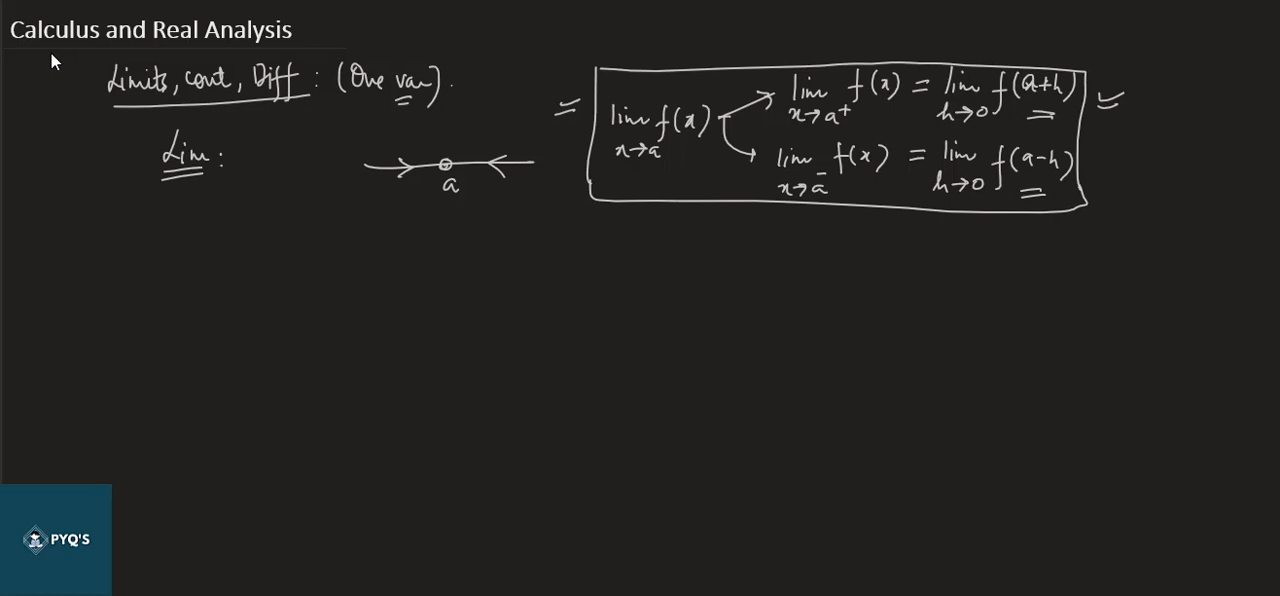 Calculus and Real Analysis
Limits, cont, Diff : (One var).
Lim :
a
lim x→a f(x)
lim x→a+ f(x) = lim h→0 f(a+h)
lim x→a- f(x) = lim h→0 f(a-h)
PYQ'S